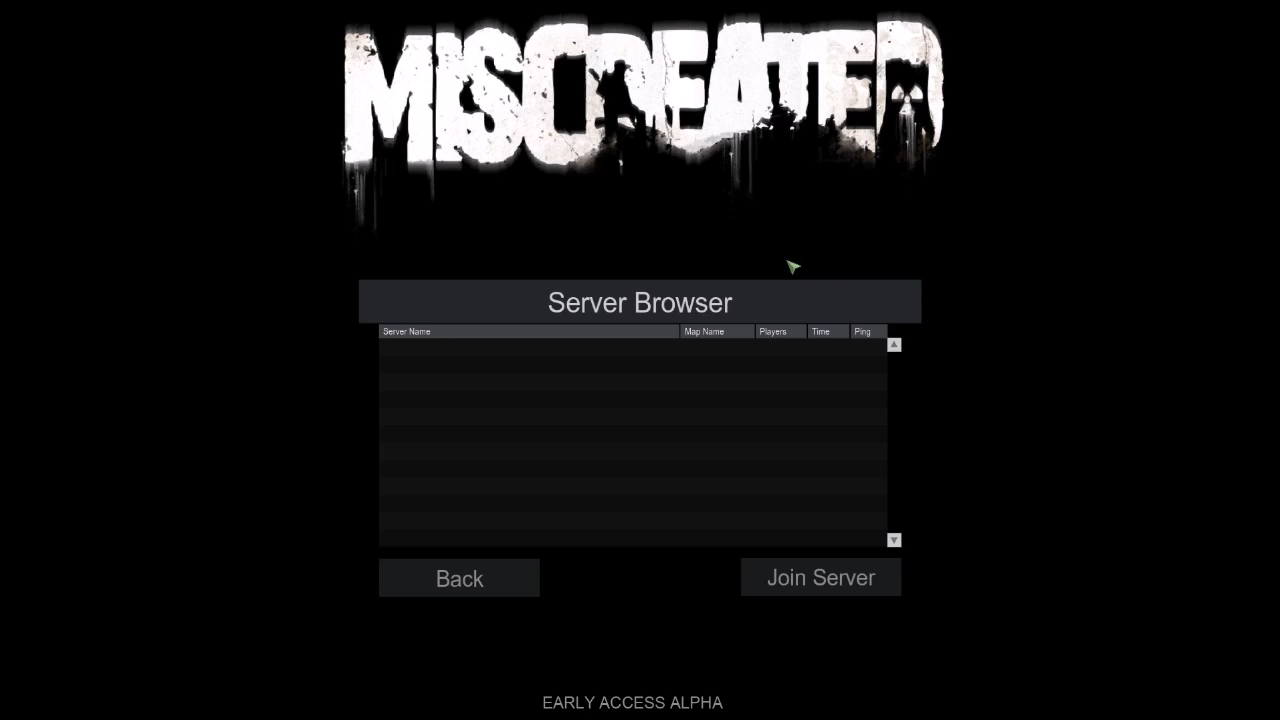 MISCREATED
Server Browser
Server Name Map Name Players Time Ping
Back Join Server
EARLY ACCESS ALPHA